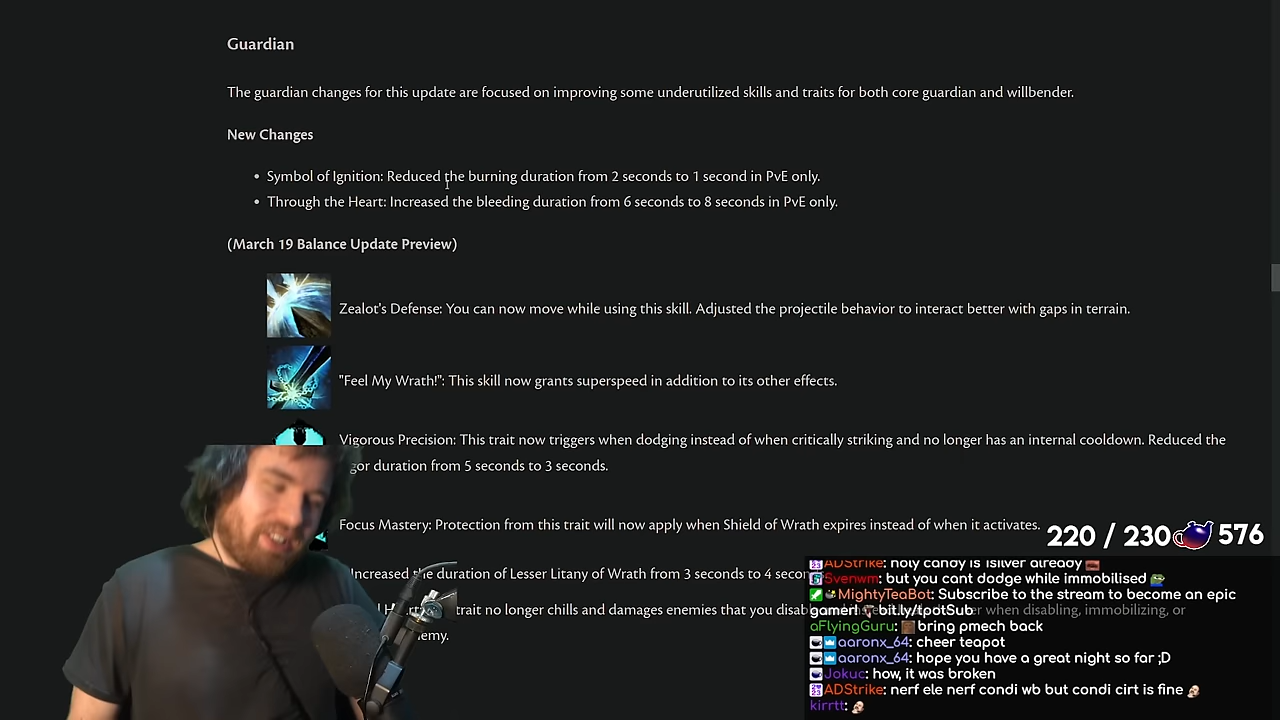 Guardian
The guardian changes for this update are focused on improving some underutilized skills and traits for both core guardian and willbender.
New Changes
• Symbol of Ignition: Reduced the burning duration from 2 seconds to 1 second in PvE only.
• Through the Heart: Increased the bleeding duration from 6 seconds to 8 seconds in PvE only.
(March 19 Balance Update Preview)
Zealot's Defense: You can now move while using this skill. Adjusted the projectile behavior to interact better with gaps in terrain.
"Feel My Wrath!": This skill now grants superspeed in addition to its other effects.
Vigorous Precision: This trait now triggers when dodging instead of when critically striking and no longer has an internal cooldown. Reduced the
duration from 5 seconds to 3 seconds.
Focus Mastery: Protection from this trait will now apply when Shield of Wrath expires instead of when it activates.
220 / 230 576
Increased the duration of Lesser Litany of Wrath from 3 seconds to 4
trait no longer chills and damages enemies that you when disabling, immobilizing, or
ADStrike: holy candy is isilver already
Svenwm: but you cant dodge while immobilised
MightyTeaBot: Subscribe to the stream to become an epic
gamer! bit.ly/tpotSub
aFlyingGuru: bring pmech back
aaronx_64: cheer teapot
aaronx_64: hope you have a great night so far ;D
Jokuc: how, it was broken
ADStrike: nerf ele nerf condi wb but condi cirt is fine
kirrtt: